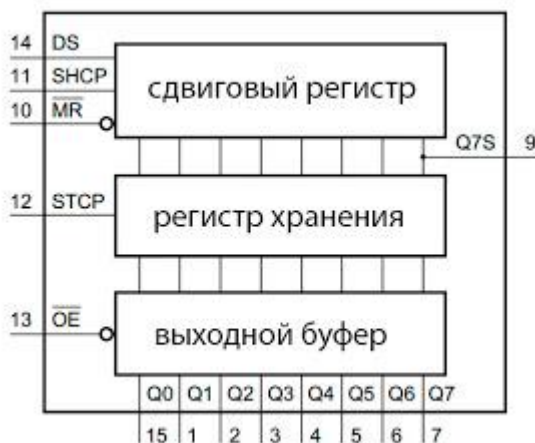 14 DS
11 SHCP
10 MR
сдвиговый регистр
Q7S 9
12 STCP
регистр хранения
13 OE
выходной буфер
Q0 Q1 Q2 Q3 Q4 Q5 Q6 Q7
15 1 2 3 4 5 6 7